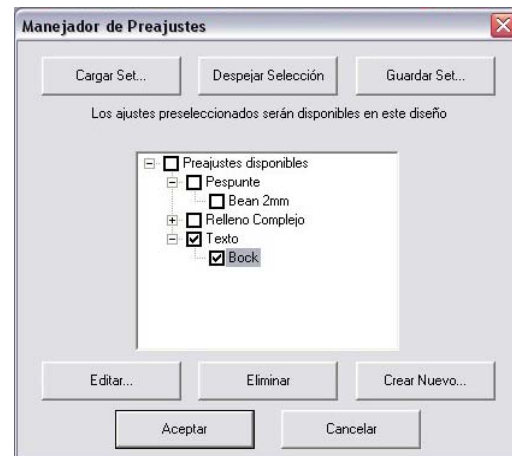 Manejador de Preajustes
Cargar Set...
Despejar Selección
Guardar Set...
Los ajustes preseleccionados serán disponibles en este diseño
Preajustes disponibles
Pespunte
Bean 2mm
Relleno Complejo
Texto
Bock
Editar...
Eliminar
Crear Nuevo...
Aceptar
Cancelar